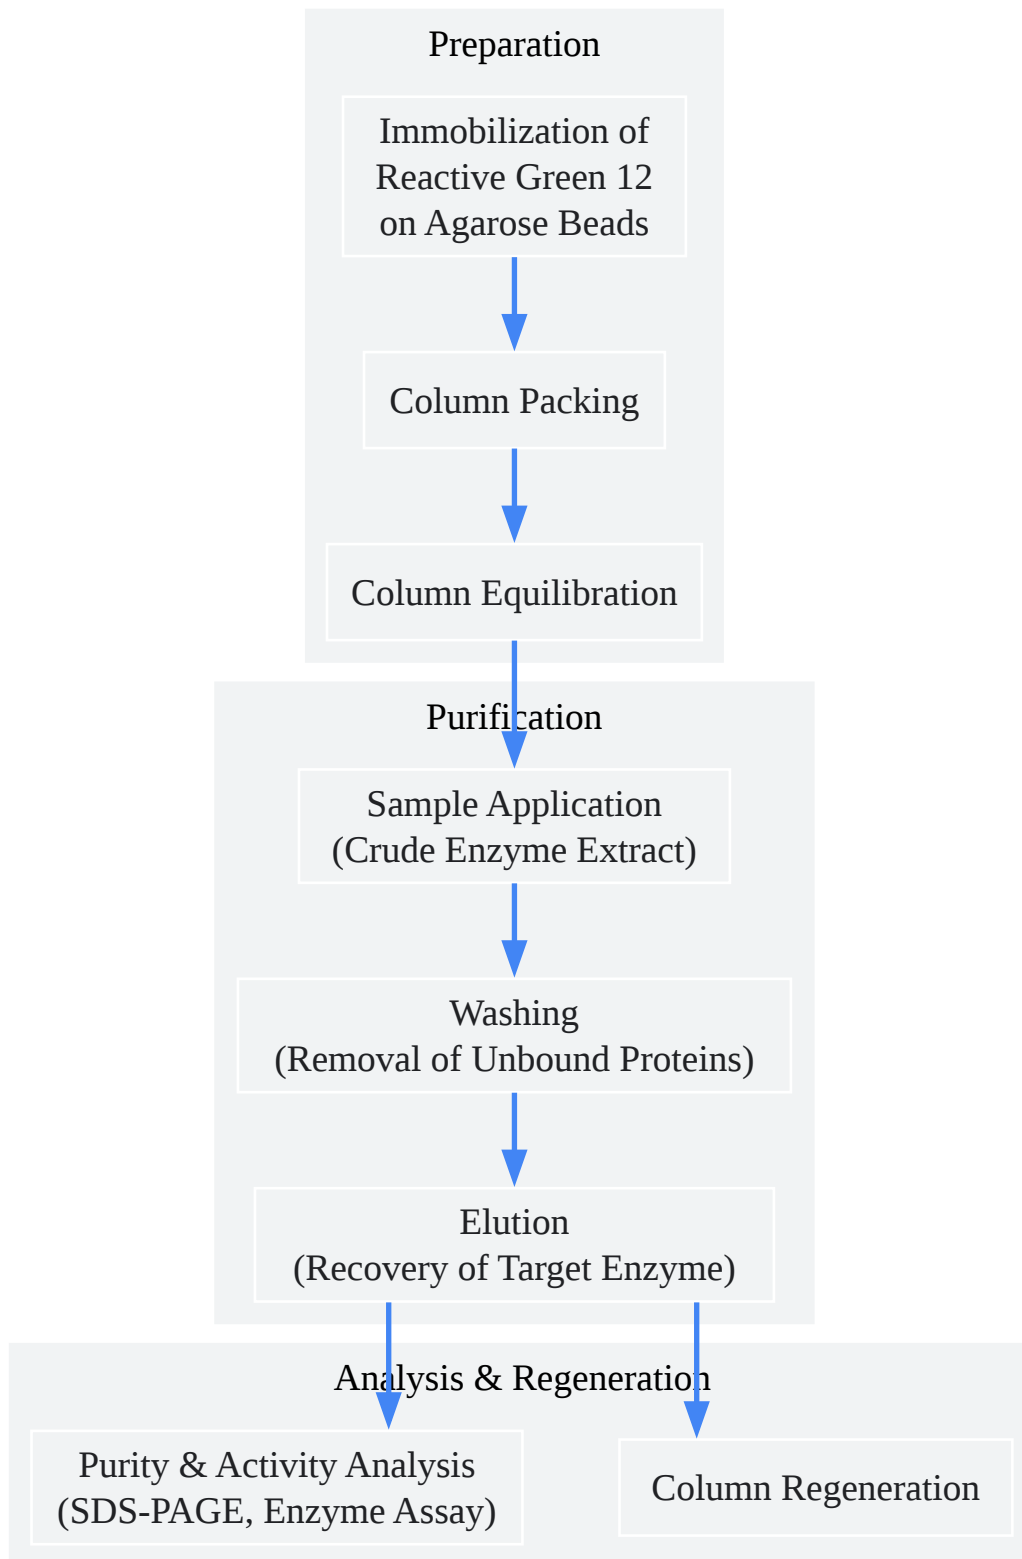 Preparation
Immobilization of
Reactive Green 12
on Agarose Beads
Column Packing
Column Equilibration
Purification
Sample Application
(Crude Enzyme Extract)
Washing
(Removal of Unbound Proteins)
Elution
(Recovery of Target Enzyme)
Analysis & Regeneration
Purity & Activity Analysis
(SDS-PAGE, Enzyme Assay)
Column Regeneration